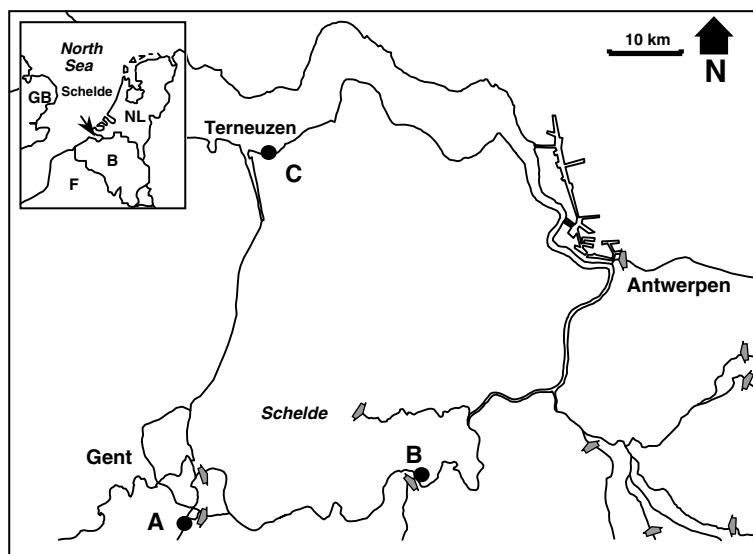 North
Sea
Schelde
GB
NL
B
F
10 km
N
Terneuzen
C
Antwerpen
Schelde
Gent
B
A